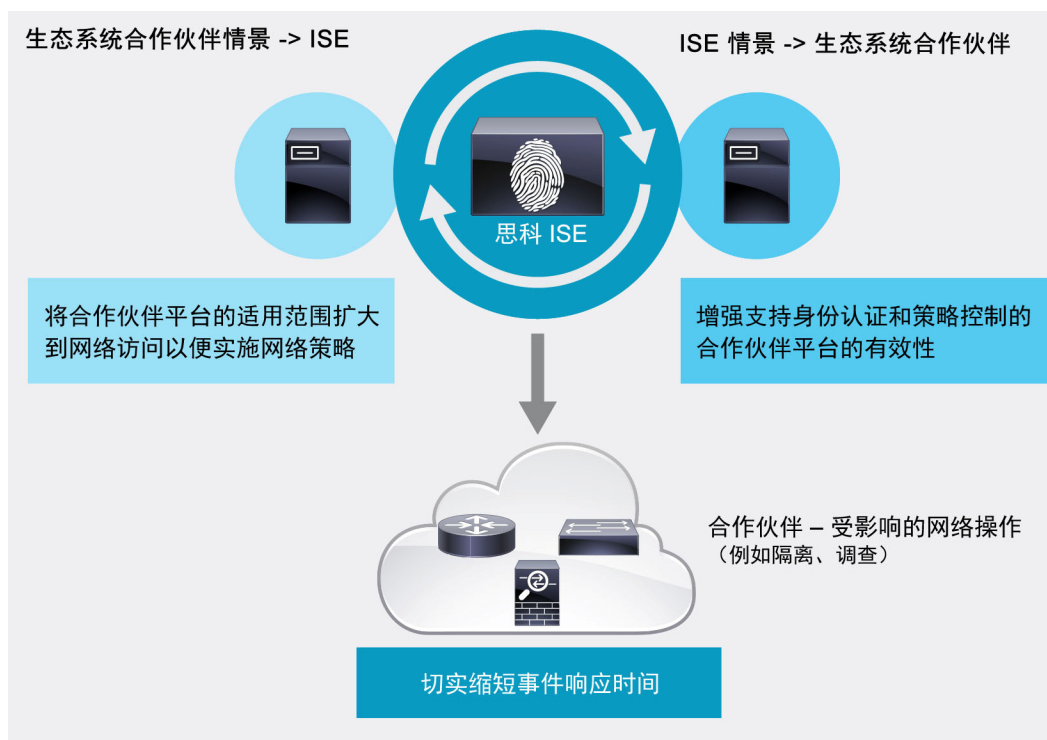 生态系统合作伙伴情景 -> ISE
ISE 情景 -> 生态系统合作伙伴
思科 ISE
将合作伙伴平台的适用范围扩大
到网络访问以便实施网络策略
增强支持身份认证和策略控制的
合作伙伴平台的有效性
合作伙伴 – 受影响的网络操作
（例如隔离、调查）
切实缩短事件响应时间